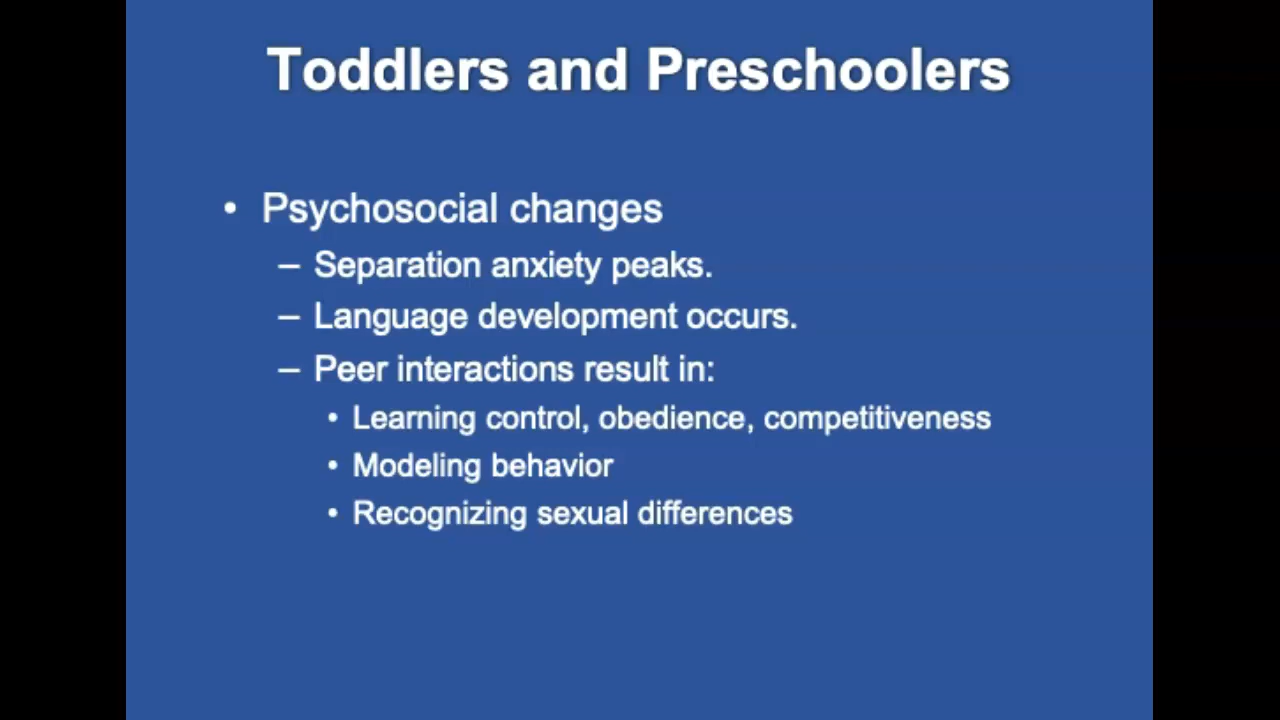 Toddlers and Preschoolers
• Psychosocial changes
– Separation anxiety peaks.
– Language development occurs.
– Peer interactions result in:
• Learning control, obedience, competitiveness
• Modeling behavior
• Recognizing sexual differences